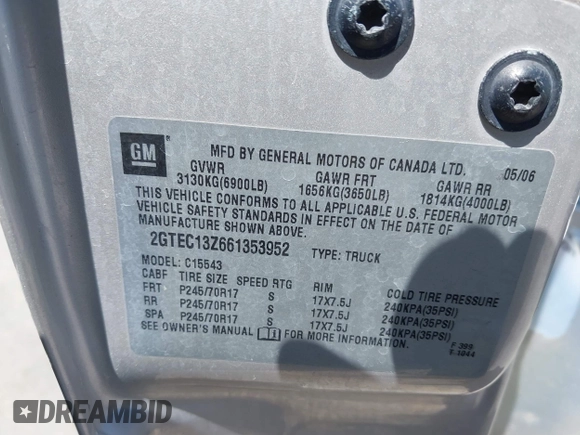 GM
MFD BY GENERAL MOTORS OF CANADA LTD. 05/06
GVWR GAWR FRT GAWR RR
3130KG(6900LB) 1656KG(3650LB) 1814KG(4000LB)
THIS VEHICLE CONFORMS TO ALL APPLICABLE U.S. FEDERAL MOTOR
VEHICLE SAFETY STANDARDS IN EFFECT ON THE DATE OF
MANUFACTURE SHOWN ABOVE.
2GTEC13Z661353952 TYPE: TRUCK
MODEL: C15543
CABF TIRE SIZE SPEED RTG RIM COLD TIRE PRESSURE
FRT P245/70R17 S 17X7.5J 240KPA(35PSI)
RR P245/70R17 S 17X7.5J 240KPA(35PSI)
SPA P245/70R17 S 17X7.5J 240KPA(35PSI)
SEE OWNER'S MANUAL FOR MORE INFORMATION.
F 399
T-1044
DREAMBID